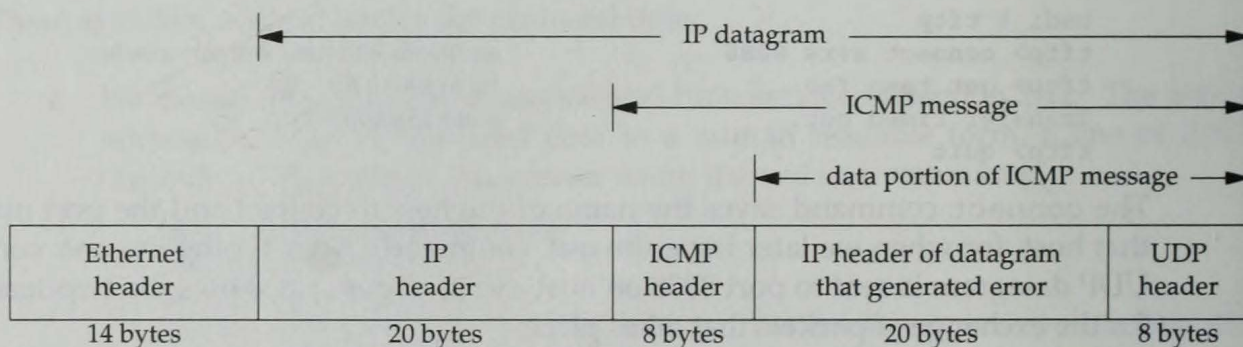 IP datagram
ICMP message
data portion of ICMP message
Ethernet header
IP header
ICMP header
IP header of datagram that generated error
UDP header
14 bytes
20 bytes
8 bytes
20 bytes
8 bytes